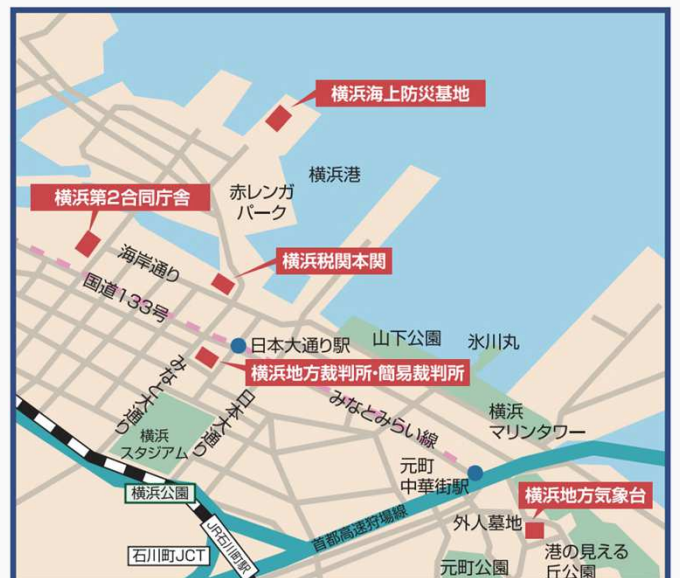 横浜海上防災基地
横浜港
赤レンガ
パーク
横浜第2合同庁舎
海岸通り
横浜税関本関
国道133号
日本大通り駅
山下公園
氷川丸
横浜地方裁判所・簡易裁判所
みなと大通り
日本大通り
みなとみらい線
横浜
マリンタワー
横浜
スタジアム
元町
中華街駅
横浜公園
横浜地方気象台
首都高速狩場線
外人墓地
JR石川町駅
石川町JCT
港の見える
丘公園
元町公園